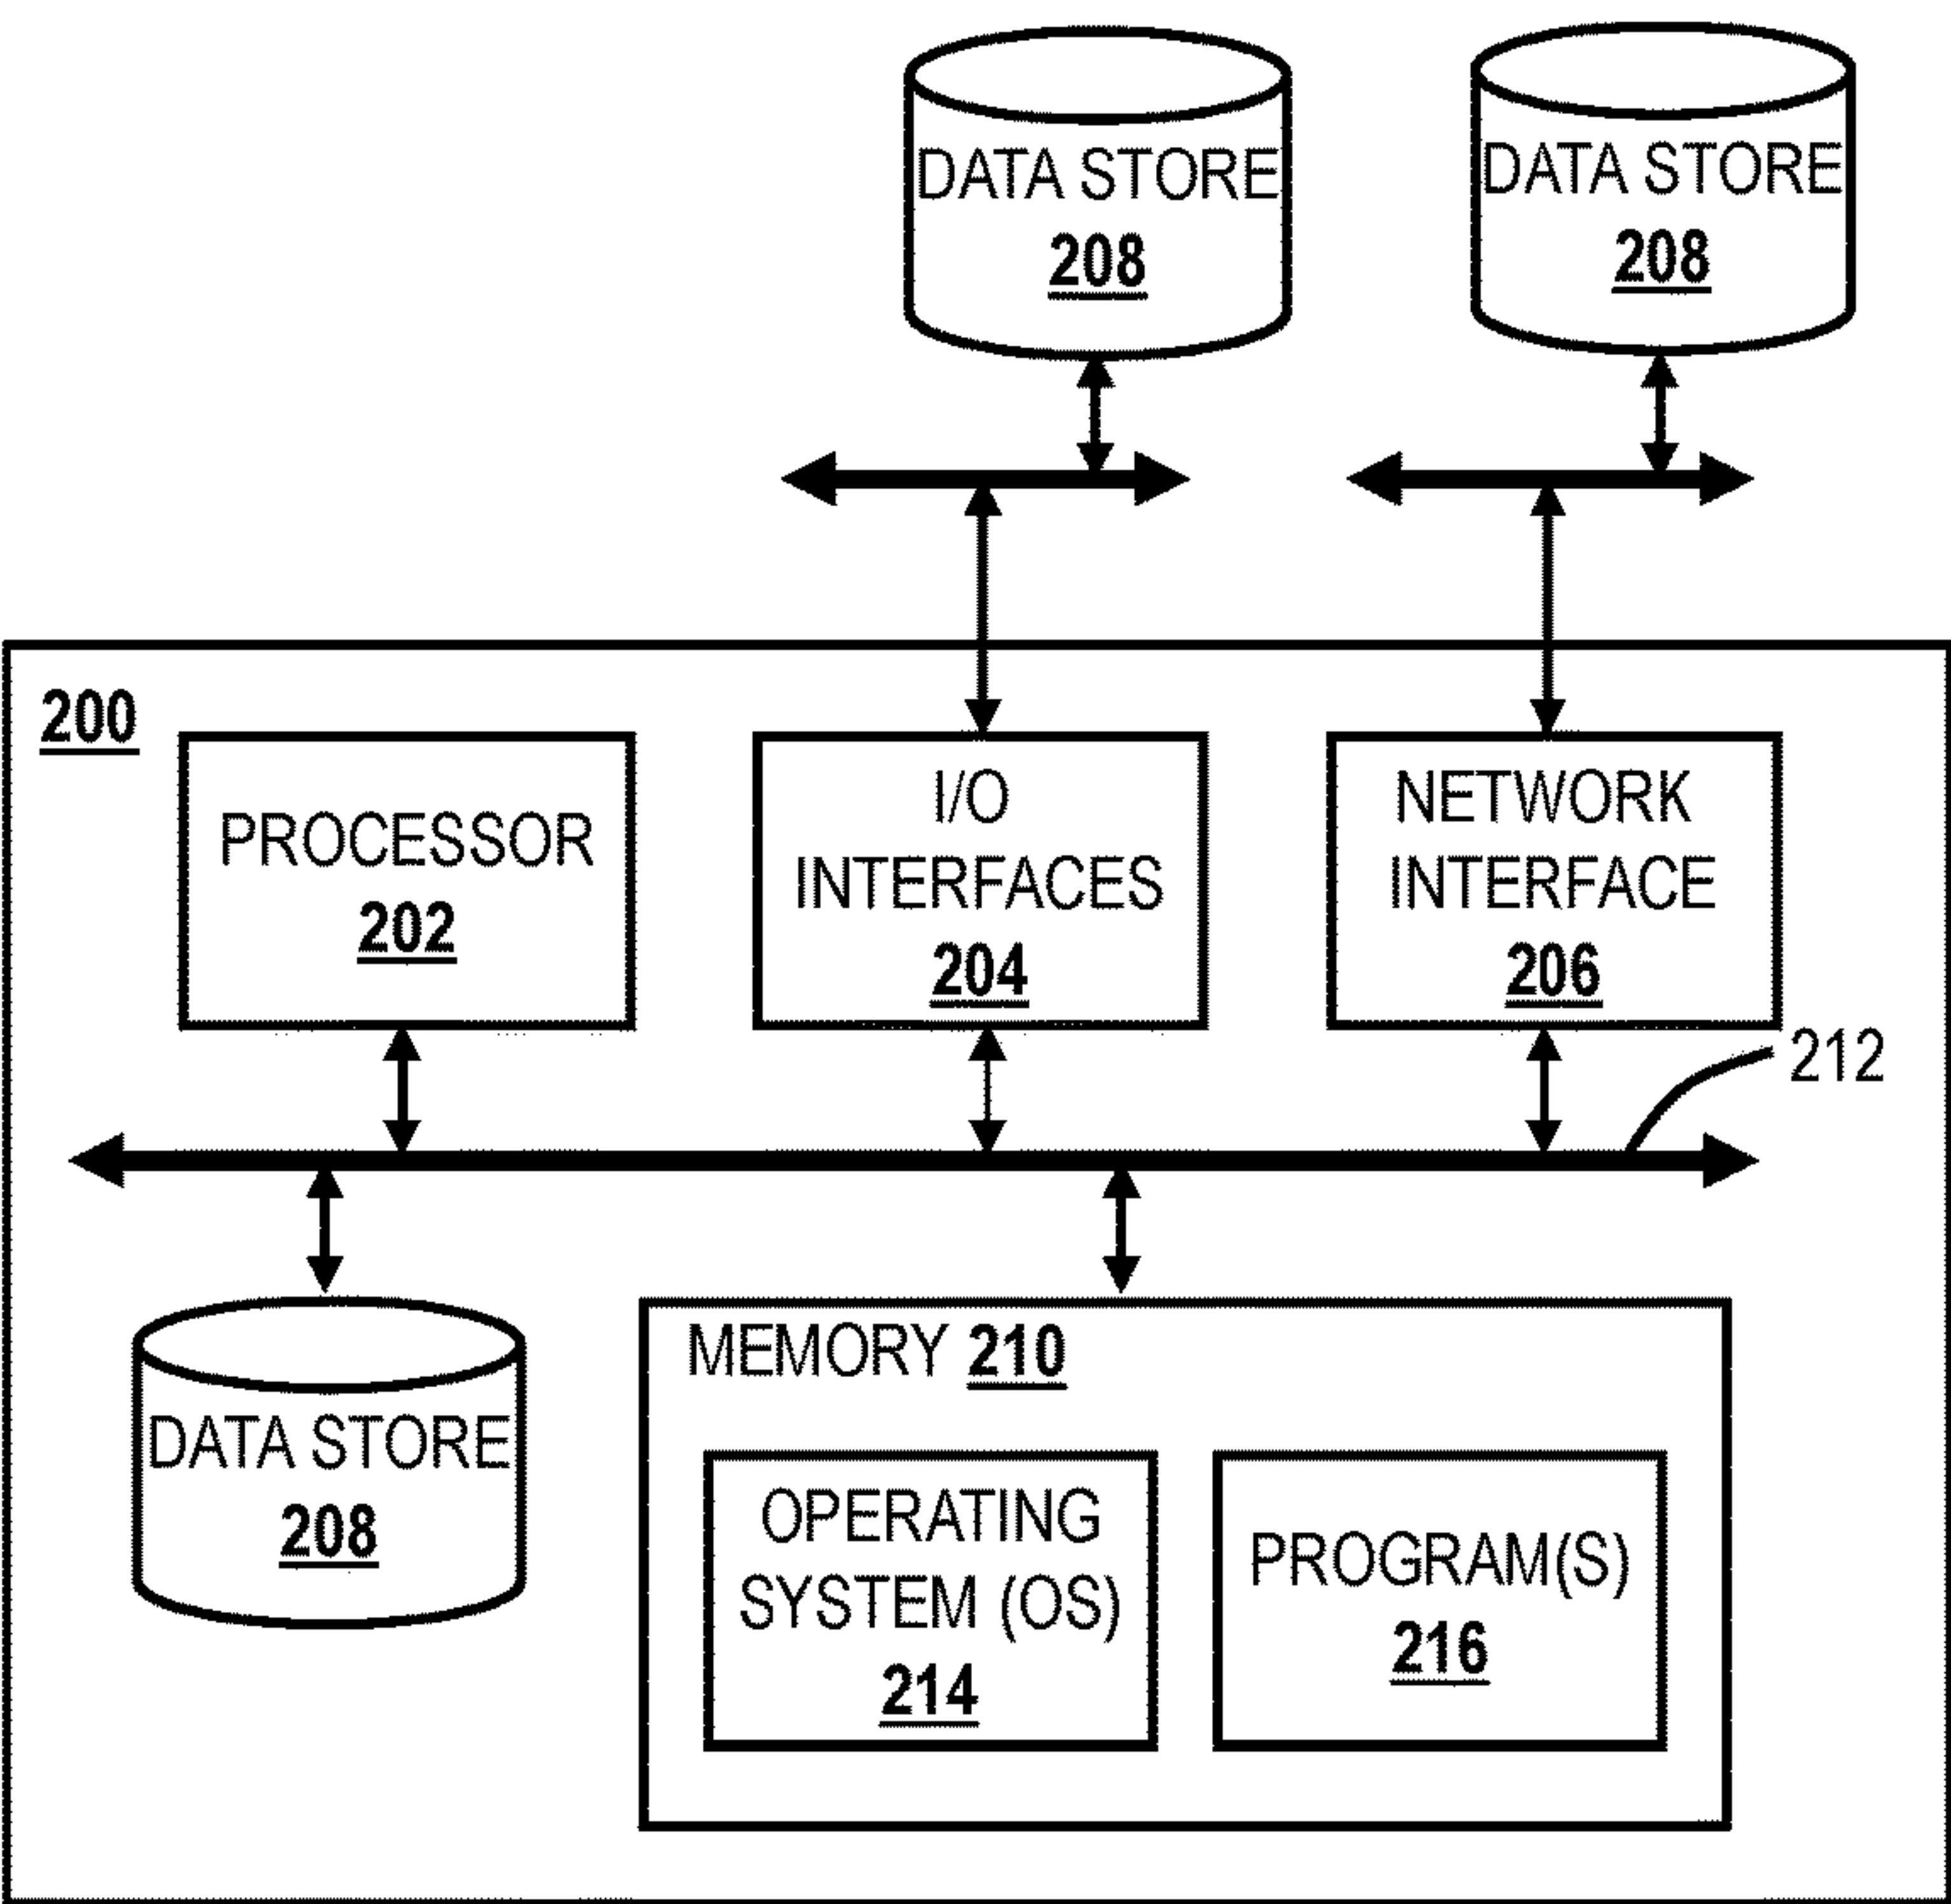 DATA STORE
208
DATA STORE
208
200
PROCESSOR
202
I/O
INTERFACES
204
NETWORK
INTERFACE
206
212
DATA STORE
208
MEMORY 210
OPERATING
SYSTEM (OS)
214
PROGRAM(S)
216